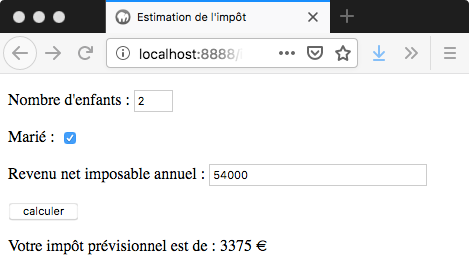 Estimation de l'impôt
localhost:8888/
Nombre d'enfants : 2
Marié :
Revenu net imposable annuel : 54000
calculer
Votre impôt prévisionnel est de : 3375 €